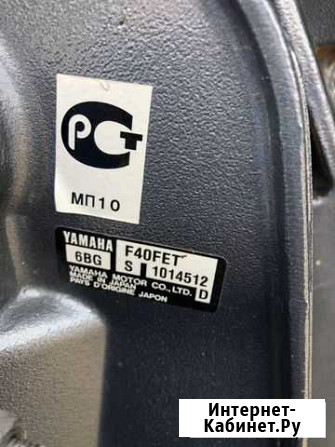 РСТ
МП10
YAMAHA F40FET
6BG S 1014512
YAMAHA MOTOR CO.,LTD. D
MADE IN JAPAN
PAYS D'ORIGINE JAPON
Интернет-
Кабинет.Ру